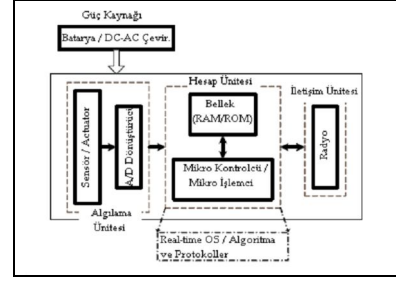 Güç Kaynağı
Batarya / DC-AC Çevir.
Hesap Ünitesi
Bellek
(RAM/ROM)
İletişim Ünitesi
Sensör / Actuator
A/D Dönüştürücü
Mikro Kontrolcü /
Mikro İşlemci
Radyo
Algılama
Ünitesi
Real-time OS / Algoritma
ve Protokoller